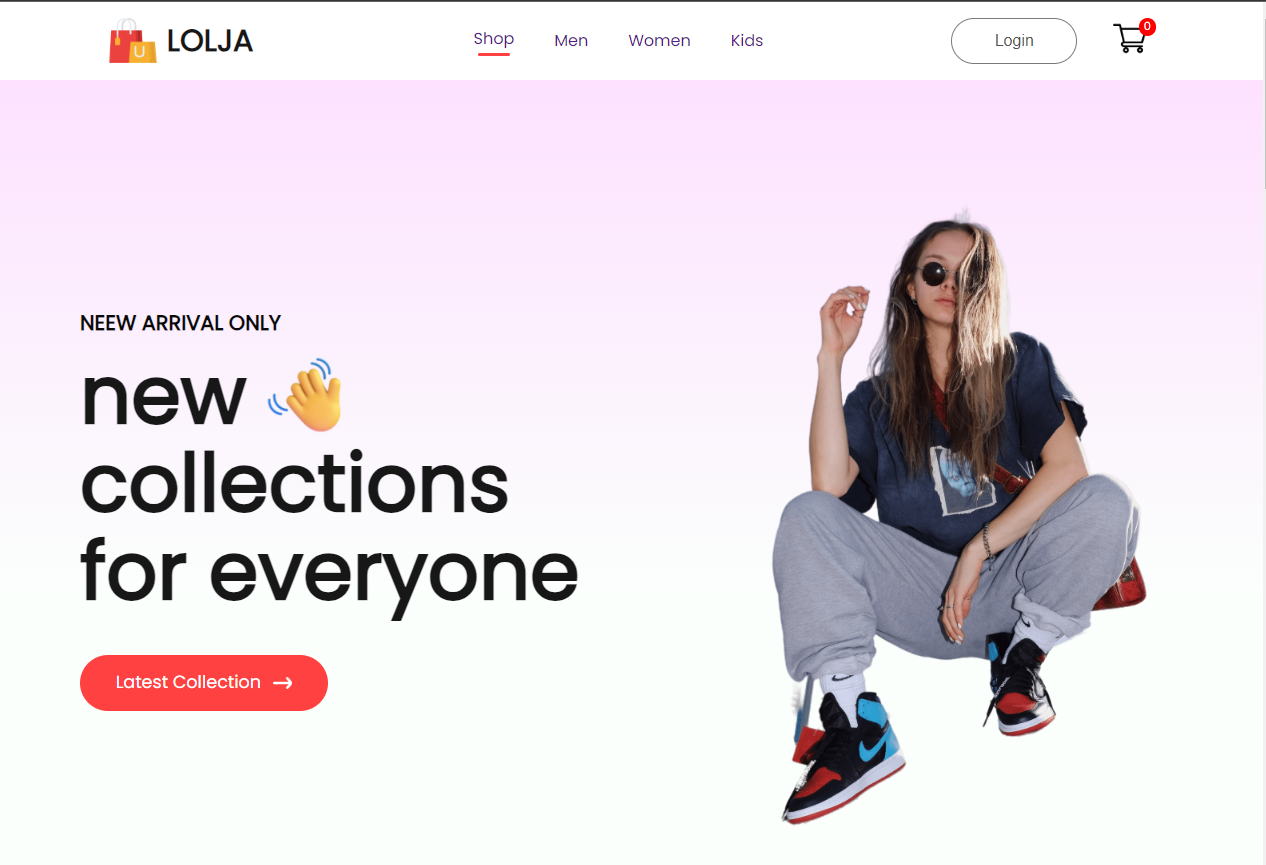 LOLJA
Shop
Men
Women
Kids
Login
0
NEEW ARRIVAL ONLY
new 👋
collections
for everyone
Latest Collection →